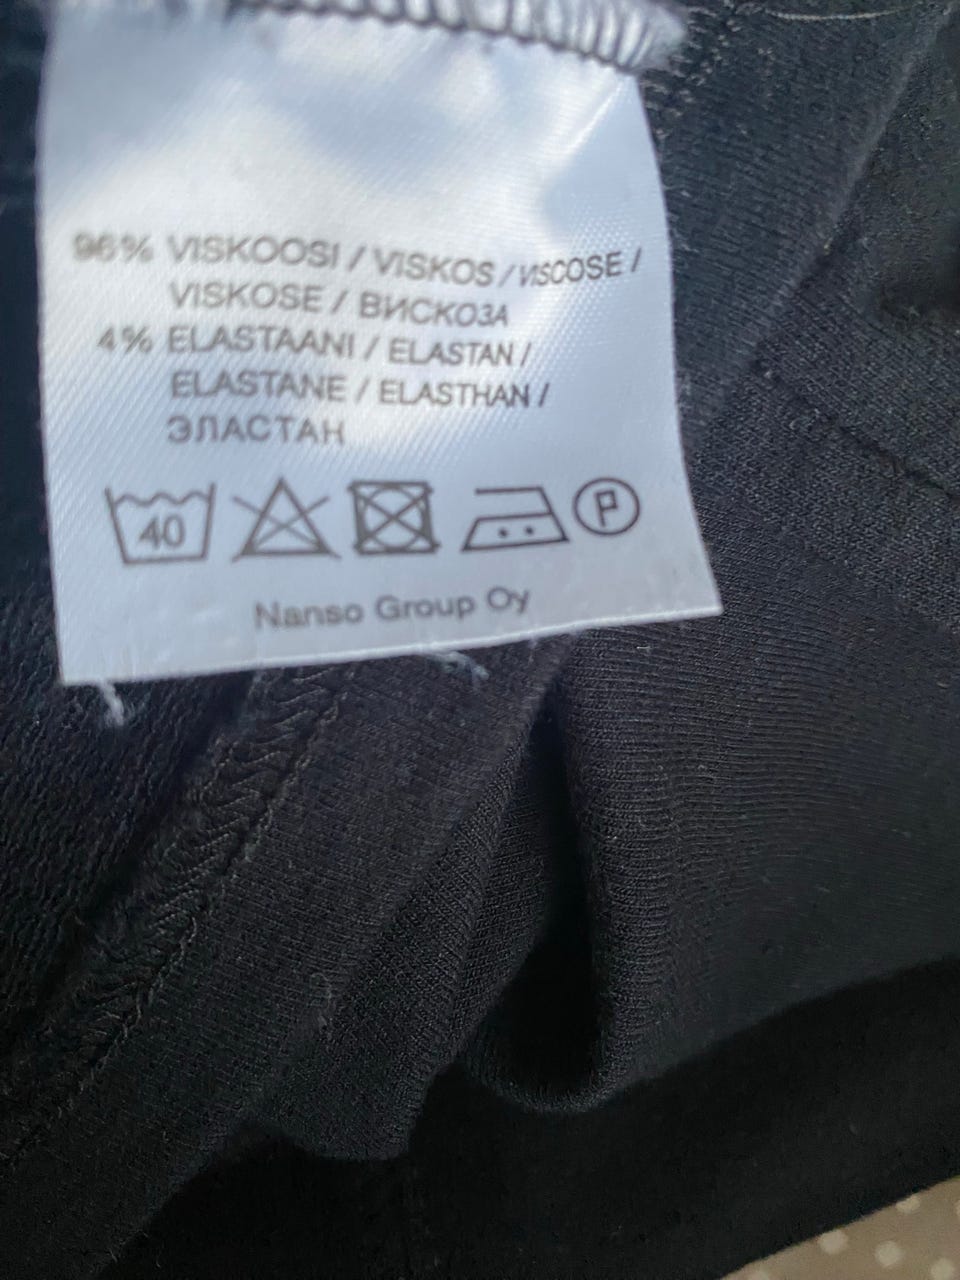 96% VISKOOSI / VISKOS / VISCOSE /
VISKOSE / ВИСКОЗА
4% ELASTAANI / ELASTAN /
ELASTANE / ELASTHAN /
ЭЛАСТАН
40 P
Nanso Group Oy